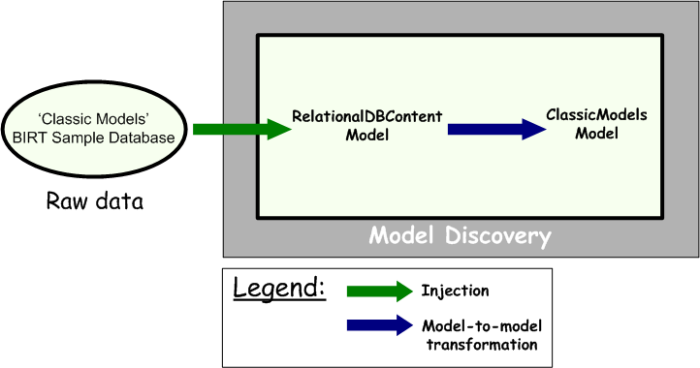 ‘Classic Models’
BIRT Sample Database
Raw data
RelationalDBContent
Model
ClassicModels
Model
Model Discovery
Legend:
Injection
Model-to-model
transformation